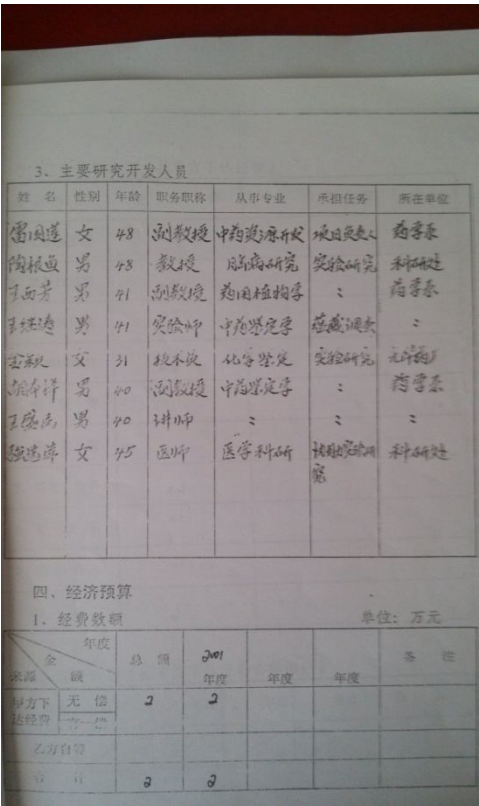 3、主要研究开发人员
姓 名 性别 年龄 职务职称 从事专业 承担任务 所在单位
雷国莲 女 48 副教授 中药资源开发 项目负责人 药学系
陶根鱼 男 48 教授 脑病研究 实验研究 科研处
王西芳 男 41 副教授 药用植物学 〃 药学系
王继涛 男 41 实验师 中药鉴定学 蕴藏调查 〃
女 31 技术员 化学鉴定 实验研究
胡本祥 男 40 副教授 中药鉴定学 〃 药学系
男 40 讲师 〃 〃 〃
女 45 医师 医学科研 科研处
究
四、经济预算
1、经费数额 单位:万元
年度
金
来源 额 总 额 2001年度 年度 年度 备 注
甲方下达经费 无 偿 2 2
有 偿
乙方自筹
合 计 2 2